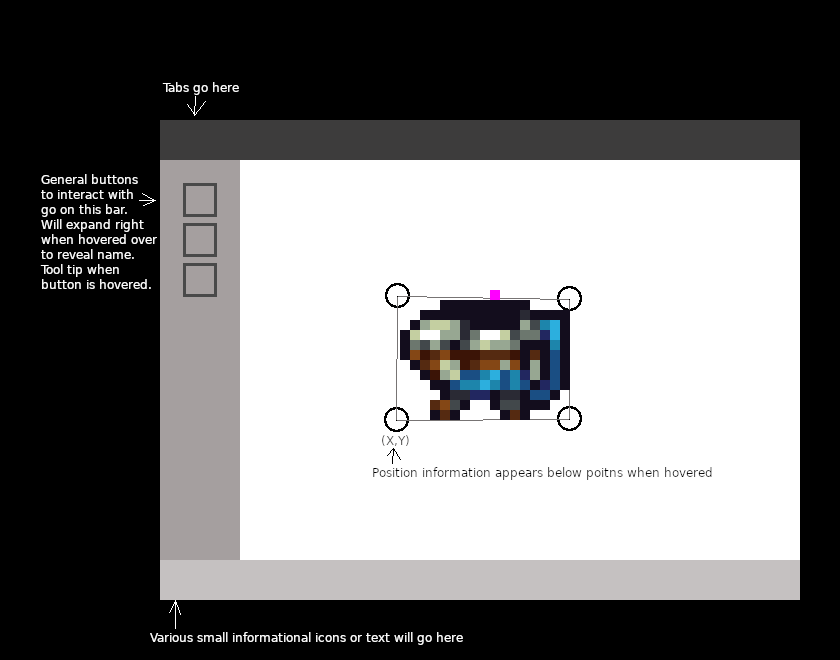 Tabs go here
General buttons
to interact with
go on this bar.
Will expand right
when hovered over
to reveal name.
Tool tip when
button is hovered.
(X,Y)
Position information appears below poitns when hovered
Various small informational icons or text will go here